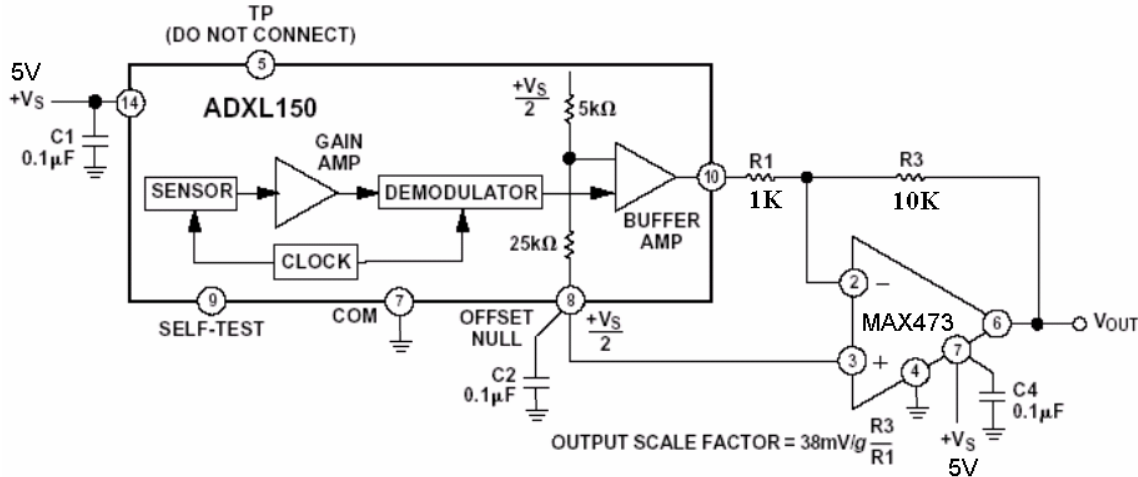 TP
(DO NOT CONNECT)
5
5V
+VS
14
C1
0.1µF
ADXL150
+VS
2
5kΩ
GAIN
AMP
SENSOR
DEMODULATOR
BUFFER
AMP
10
R1
1K
R3
10K
25kΩ
CLOCK
9
SELF-TEST
COM
7
OFFSET
NULL
8
+VS
2
C2
0.1µF
2
−
MAX473
3
+
6
VOUT
7
4
C4
0.1µF
+VS
5V
OUTPUT SCALE FACTOR = 38mV/g R3
R1